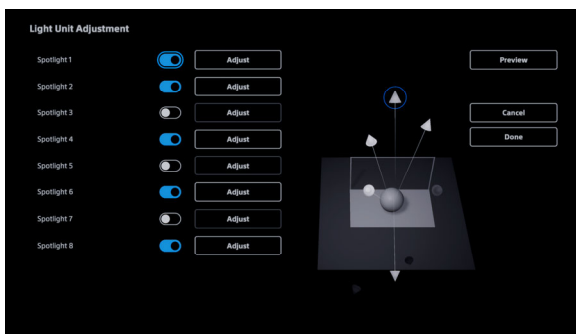 Light Unit Adjustment
Spotlight 1 Adjust Preview
Spotlight 2 Adjust
Spotlight 3 Adjust Cancel
Spotlight 4 Adjust Done
Spotlight 5 Adjust
Spotlight 6 Adjust
Spotlight 7 Adjust
Spotlight 8 Adjust